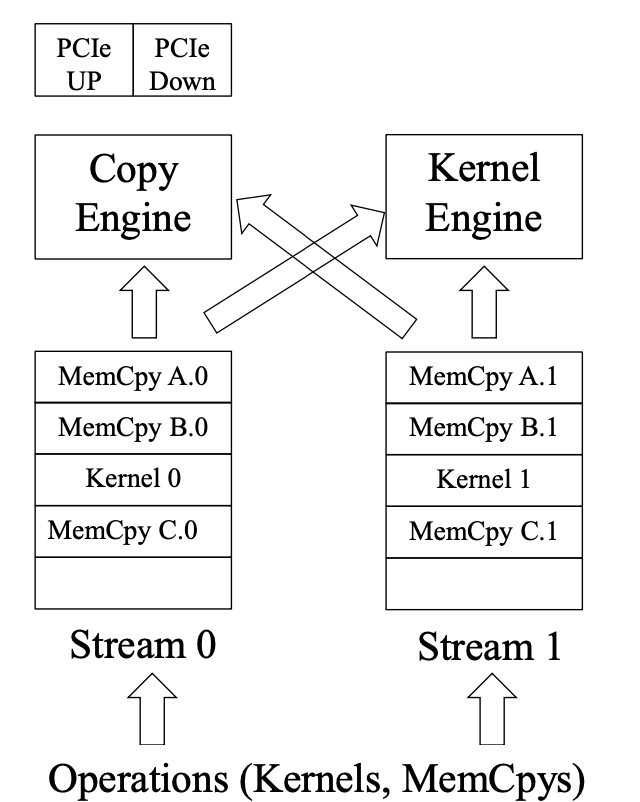 PCIe
UP
PCIe
Down
Copy
Engine
Kernel
Engine
MemCpy A.0
MemCpy B.0
Kernel 0
MemCpy C.0
Stream 0
MemCpy A.1
MemCpy B.1
Kernel 1
MemCpy C.1
Stream 1
Operations (Kernels, MemCpys)